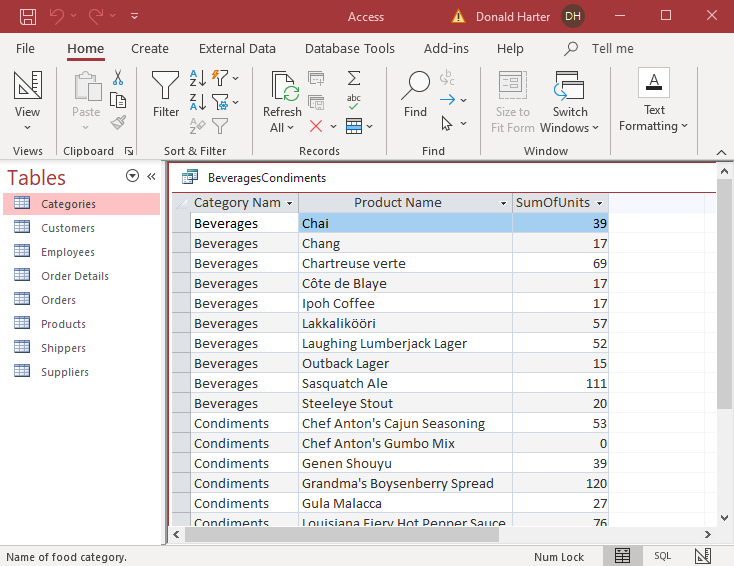 Access
Donald Harter DH
File Home Create External Data Database Tools Add-ins Help Tell me
View
Paste
Filter
Refresh All
abc
Find
Size to Fit Form
Switch Windows
A
Text Formatting
Views Clipboard Sort & Filter Records Find Window
Tables
Categories
Customers
Employees
Order Details
Orders
Products
Shippers
Suppliers
BeveragesCondiments
Category Nam Product Name SumOfUnits
Beverages Chai 39
Beverages Chang 17
Beverages Chartreuse verte 69
Beverages Côte de Blaye 17
Beverages Ipoh Coffee 17
Beverages Lakkalikööri 57
Beverages Laughing Lumberjack Lager 52
Beverages Outback Lager 15
Beverages Sasquatch Ale 111
Beverages Steeleye Stout 20
Condiments Chef Anton's Cajun Seasoning 53
Condiments Chef Anton's Gumbo Mix 0
Condiments Genen Shouyu 39
Condiments Grandma's Boysenberry Spread 120
Condiments Gula Malacca 27
Condiments Louisiana Fiery Hot Pepper Sauce 76
Name of food category. Num Lock SQL